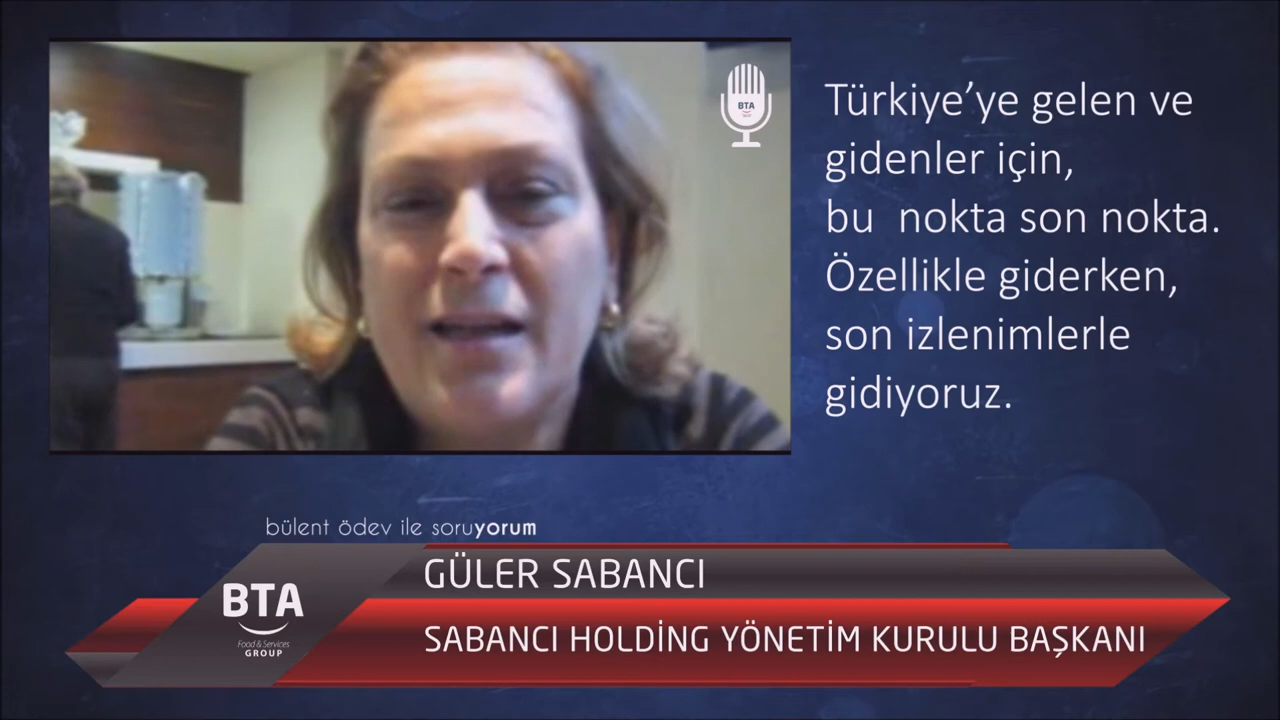 BTA
Türkiye'ye gelen ve
gidenler için,
bu  nokta son nokta.
Özellikle giderken,
son izlenimlerle
gidiyoruz.
bülent ödev ile soruyorum
GÜLER SABANCI
SABANCI HOLDİNG YÖNETİM KURULU BAŞKANI
BTA
Food & Services
GROUP